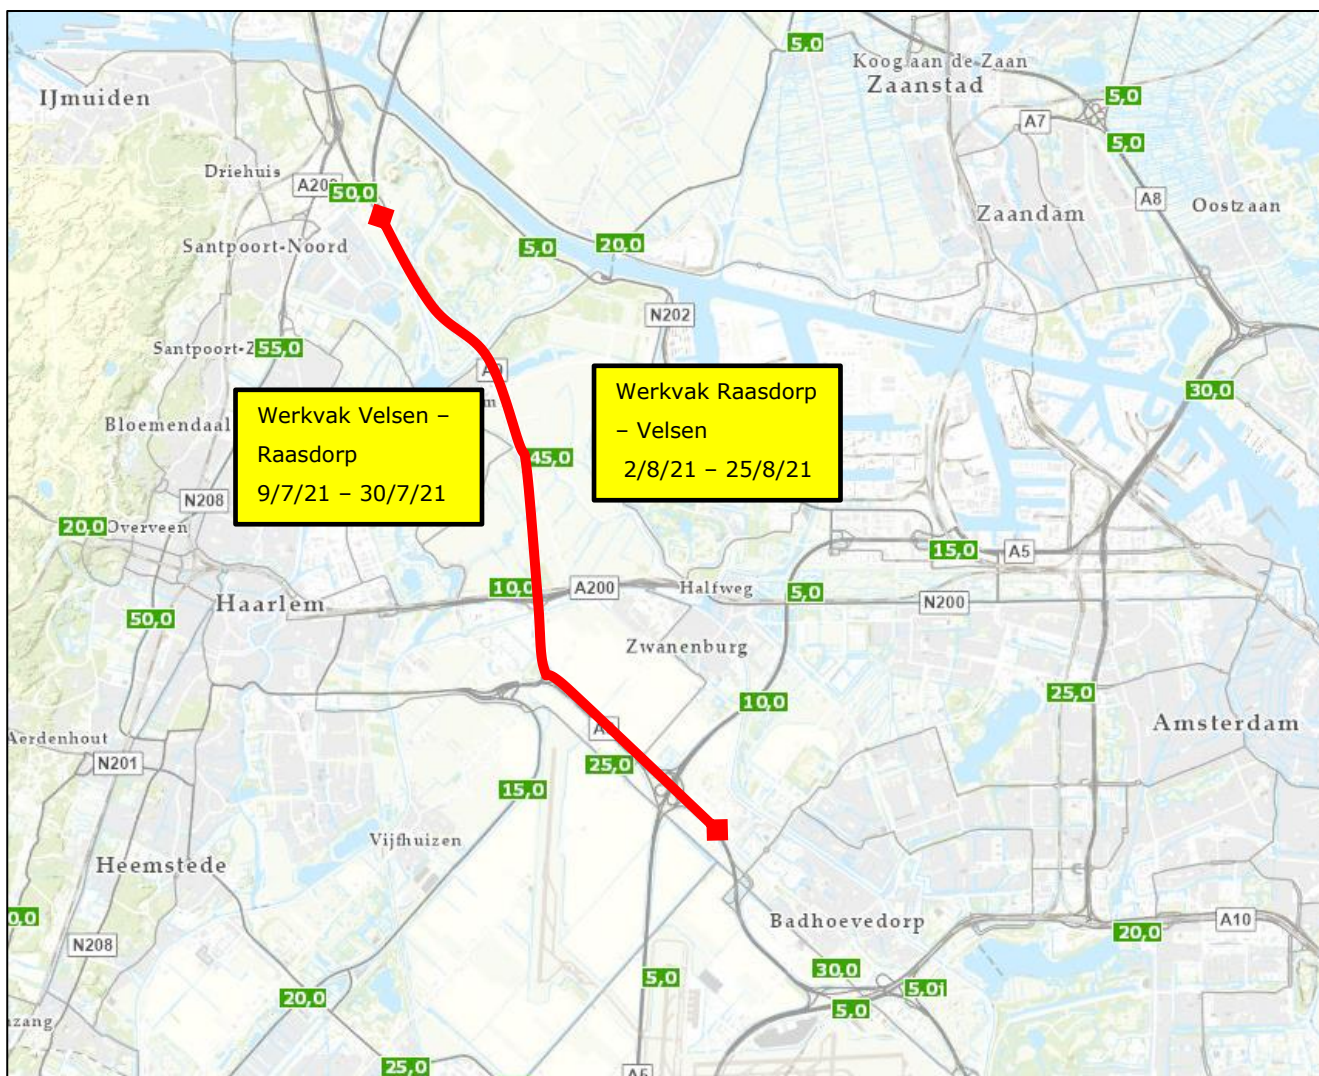 5,0
Koog aan de Zaan
Zaanstad
IJmuiden
5,0
A7
5,0
Driehuis
50,0
A8
Oostzaan
Zaandam
Santpoort-Noord
5,0
20,0
N202
55,0
Werkvak Velsen –
Raasdorp
9/7/21 – 30/7/21
Werkvak Raasdorp
– Velsen
2/8/21 – 25/8/21
30,0
Bloemendaal
45,0
N208
20,0
Overveen
15,0
A5
10,0
A200
Halfweg
5,0
N200
Haarlem
50,0
Zwanenburg
10,0
25,0
Amsterdam
Aerdenhout
N201
25,0
15,0
Vijfhuizen
Heemstede
N208
Badhoevedorp
20,0
A10
5,0
30,0
5,0
5,0
20,0
25,0